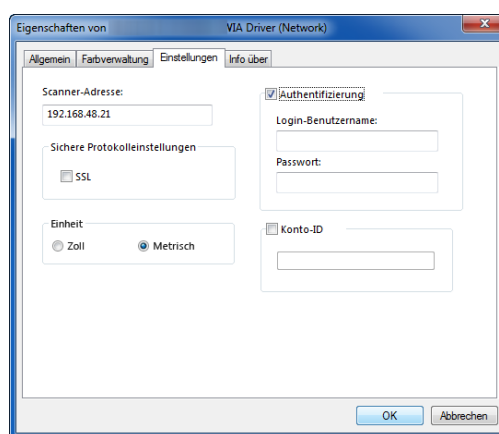 Eigenschaften von VIA Driver (Network)
Allgemein Farbverwaltung Einstellungen Info über
Scanner-Adresse:
192.168.48.21
Sichere Protokolleinstellungen
SSL
Einheit
Zoll Metrisch
Authentifizierung
Login-Benutzername:
Passwort:
Konto-ID
OK Abbrechen